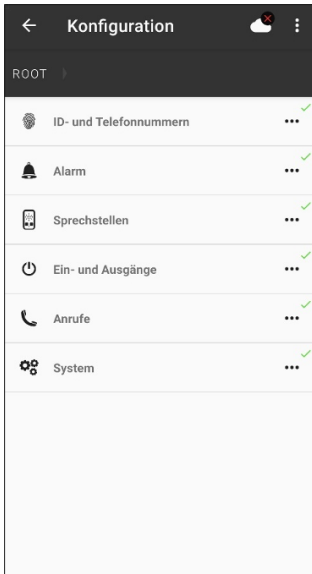 Konfiguration
ROOT
ID- und Telefonnummern
Alarm
Sprechstellen
Ein- und Ausgänge
Anrufe
System